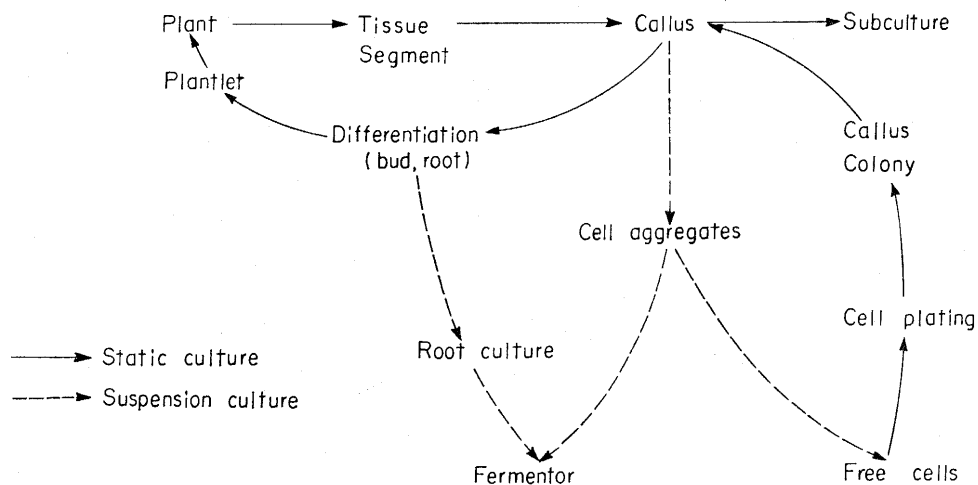 Plant
Tissue
Segment
Callus
Subculture
Plantlet
Differentiation
(bud, root)
Callus
Colony
Cell aggregates
Cell plating
Root culture
Static culture
Suspension culture
Fermentor
Free cells